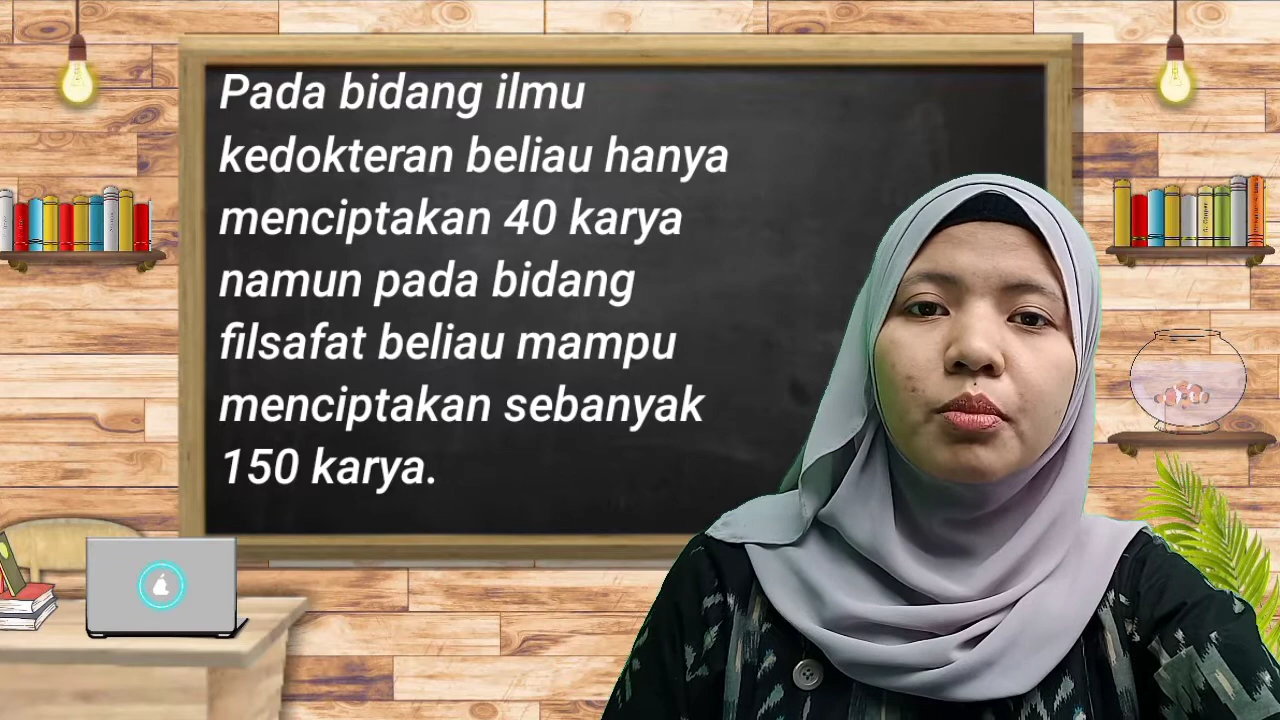 Pada bidang ilmu
kedokteran beliau hanya
menciptakan 40 karya
namun pada bidang
filsafat beliau mampu
menciptakan sebanyak
150 karya.